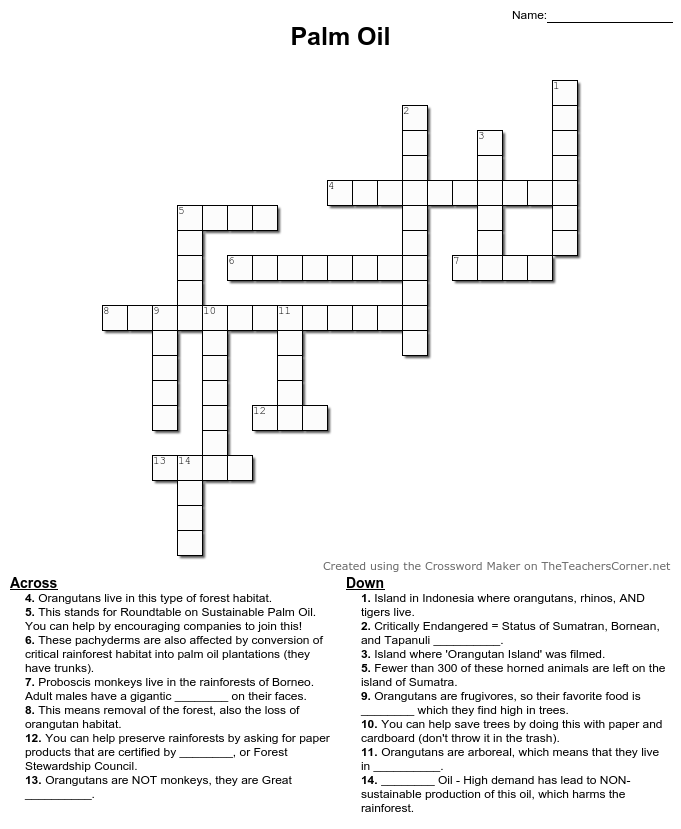 Name:
Palm Oil
1
2
3
4
5
6
7
8
9
10
11
12
13
14
Created using the Crossword Maker on TheTeachersCorner.net
Across
4. Orangutans live in this type of forest habitat.
5. This stands for Roundtable on Sustainable Palm Oil.
You can help by encouraging companies to join this!
6. These pachyderms are also affected by conversion of
critical rainforest habitat into palm oil plantations (they
have trunks).
7. Proboscis monkeys live in the rainforests of Borneo.
Adult males have a gigantic ________ on their faces.
8. This means removal of the forest, also the loss of
orangutan habitat.
12. You can help preserve rainforests by asking for paper
products that are certified by ________, or Forest
Stewardship Council.
13. Orangutans are NOT monkeys, they are Great
__________.
Down
1. Island in Indonesia where orangutans, rhinos, AND
tigers live.
2. Critically Endangered = Status of Sumatran, Bornean,
and Tapanuli __________.
3. Island where 'Orangutan Island' was filmed.
5. Fewer than 300 of these horned animals are left on the
island of Sumatra.
9. Orangutans are frugivores, so their favorite food is
________ which they find high in trees.
10. You can help save trees by doing this with paper and
cardboard (don't throw it in the trash).
11. Orangutans are arboreal, which means that they live
in __________.
14. ________ Oil - High demand has lead to NON-
sustainable production of this oil, which harms the
rainforest.